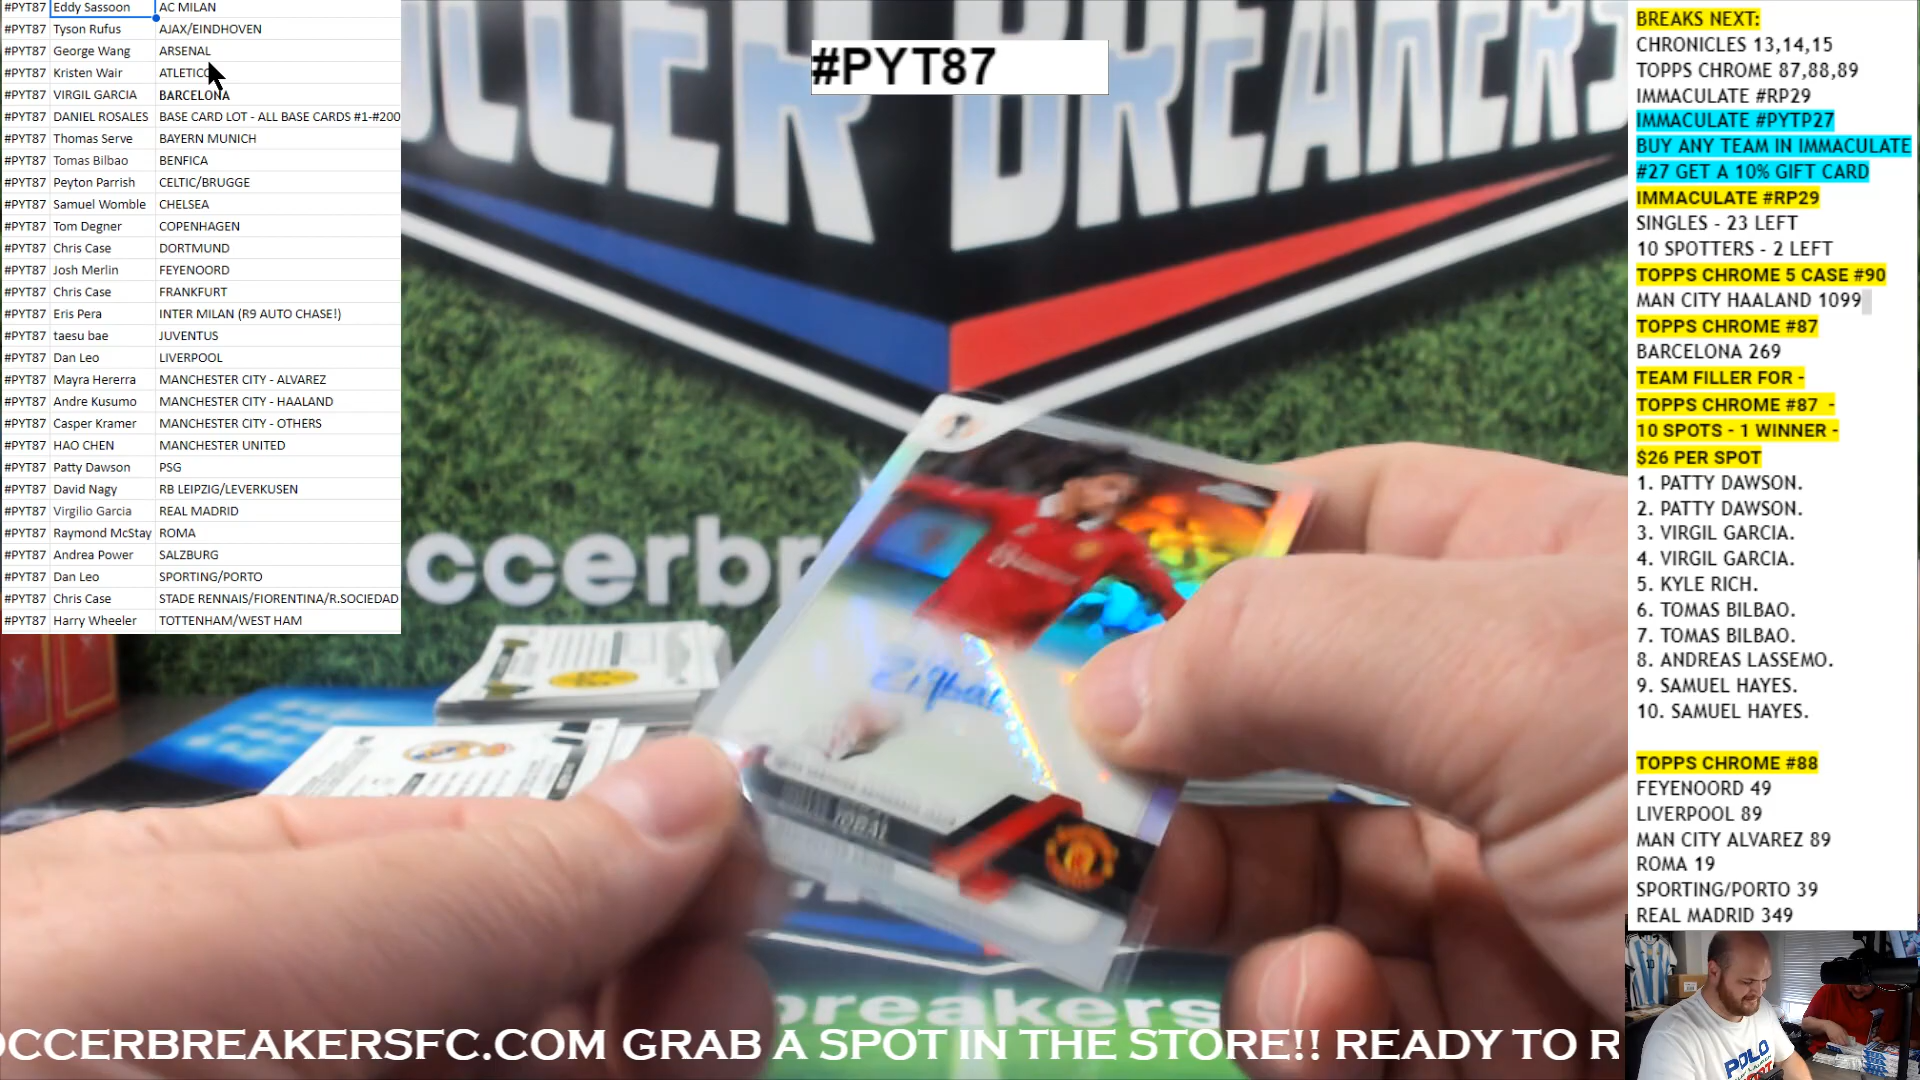 #PYT87 Eddy Sassoon AC MILAN
#PYT87 Tyson Rufus AJAX/EINDHOVEN
#PYT87 George Wang ARSENAL
#PYT87 Kristen Wair ATLETICO
#PYT87 VIRGIL GARCIA BARCELONA
#PYT87 DANIEL ROSALES BASE CARD LOT - ALL BASE CARDS #1-#200
#PYT87 Thomas Serve BAYERN MUNICH
#PYT87 Tomas Bilbao BENFICA
#PYT87 Peyton Parrish CELTIC/BRUGGE
#PYT87 Samuel Womble CHELSEA
#PYT87 Tom Degner COPENHAGEN
#PYT87 Chris Case DORTMUND
#PYT87 Josh Merlin FEYENOORD
#PYT87 Chris Case FRANKFURT
#PYT87 Eris Pera INTER MILAN (R9 AUTO CHASE!)
#PYT87 taesu bae JUVENTUS
#PYT87 Dan Leo LIVERPOOL
#PYT87 Mayra Hererra MANCHESTER CITY - ALVAREZ
#PYT87 Andre Kusumo MANCHESTER CITY - HAALAND
#PYT87 Casper Kramer MANCHESTER CITY - OTHERS
#PYT87 HAO CHEN MANCHESTER UNITED
#PYT87 Patty Dawson PSG
#PYT87 David Nagy RB LEIPZIG/LEVERKUSEN
#PYT87 Virgilio Garcia REAL MADRID
#PYT87 Raymond McStay ROMA
#PYT87 Andrea Power SALZBURG
#PYT87 Dan Leo SPORTING/PORTO
#PYT87 Chris Case STADE RENNAIS/FIORENTINA/R.SOCIEDAD
#PYT87 Harry Wheeler TOTTENHAM/WEST HAM
#PYT87
CCER BREAKERS
ccerbr
IQBAL
breakers
OCCERBREAKERSFC.COM GRAB A SPOT IN THE STORE!! READY TO R
BREAKS NEXT:
CHRONICLES 13,14,15
TOPPS CHROME 87,88,89
IMMACULATE #RP29
IMMACULATE #PYTP27
BUY ANY TEAM IN IMMACULATE
#27 GET A 10% GIFT CARD
IMMACULATE #RP29
SINGLES - 23 LEFT
10 SPOTTERS - 2 LEFT
TOPPS CHROME 5 CASE #90
MAN CITY HAALAND 1099
TOPPS CHROME #87
BARCELONA 269
TEAM FILLER FOR -
TOPPS CHROME #87 -
10 SPOTS - 1 WINNER -
$26 PER SPOT
1. PATTY DAWSON.
2. PATTY DAWSON.
3. VIRGIL GARCIA.
4. VIRGIL GARCIA.
5. KYLE RICH.
6. TOMAS BILBAO.
7. TOMAS BILBAO.
8. ANDREAS LASSEMO.
9. SAMUEL HAYES.
10. SAMUEL HAYES.
TOPPS CHROME #88
FEYENOORD 49
LIVERPOOL 89
MAN CITY ALVAREZ 89
ROMA 19
SPORTING/PORTO 39
REAL MADRID 349
POLO